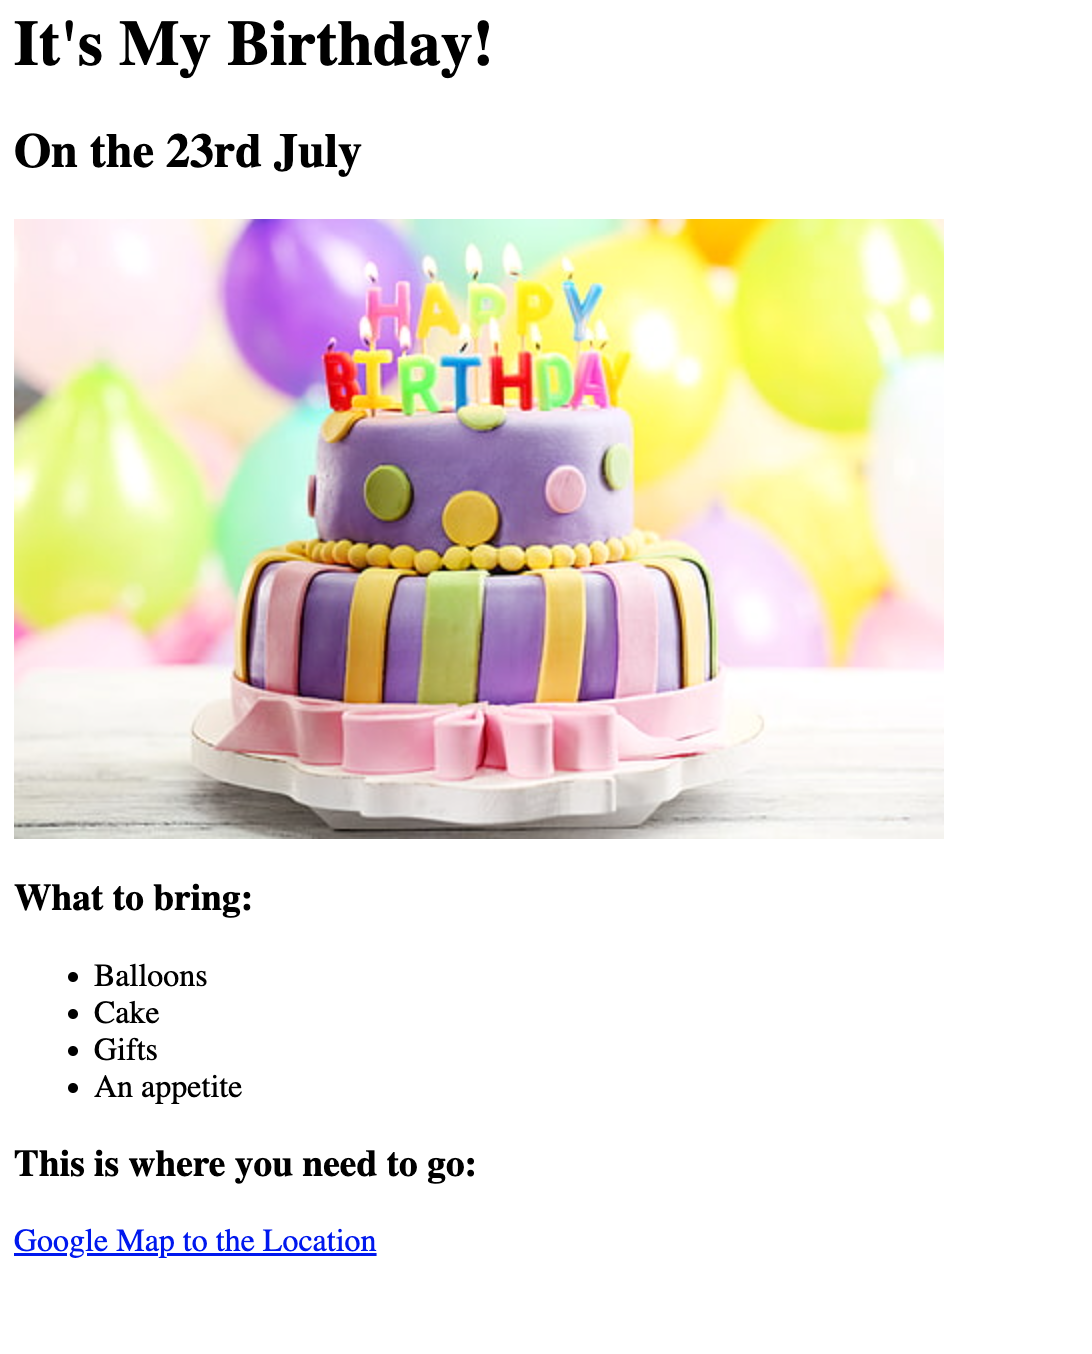 It's My Birthday!
On the 23rd July
HAPPY
BIRTHDAY
What to bring:
Balloons
Cake
Gifts
An appetite
This is where you need to go:
Google Map to the Location